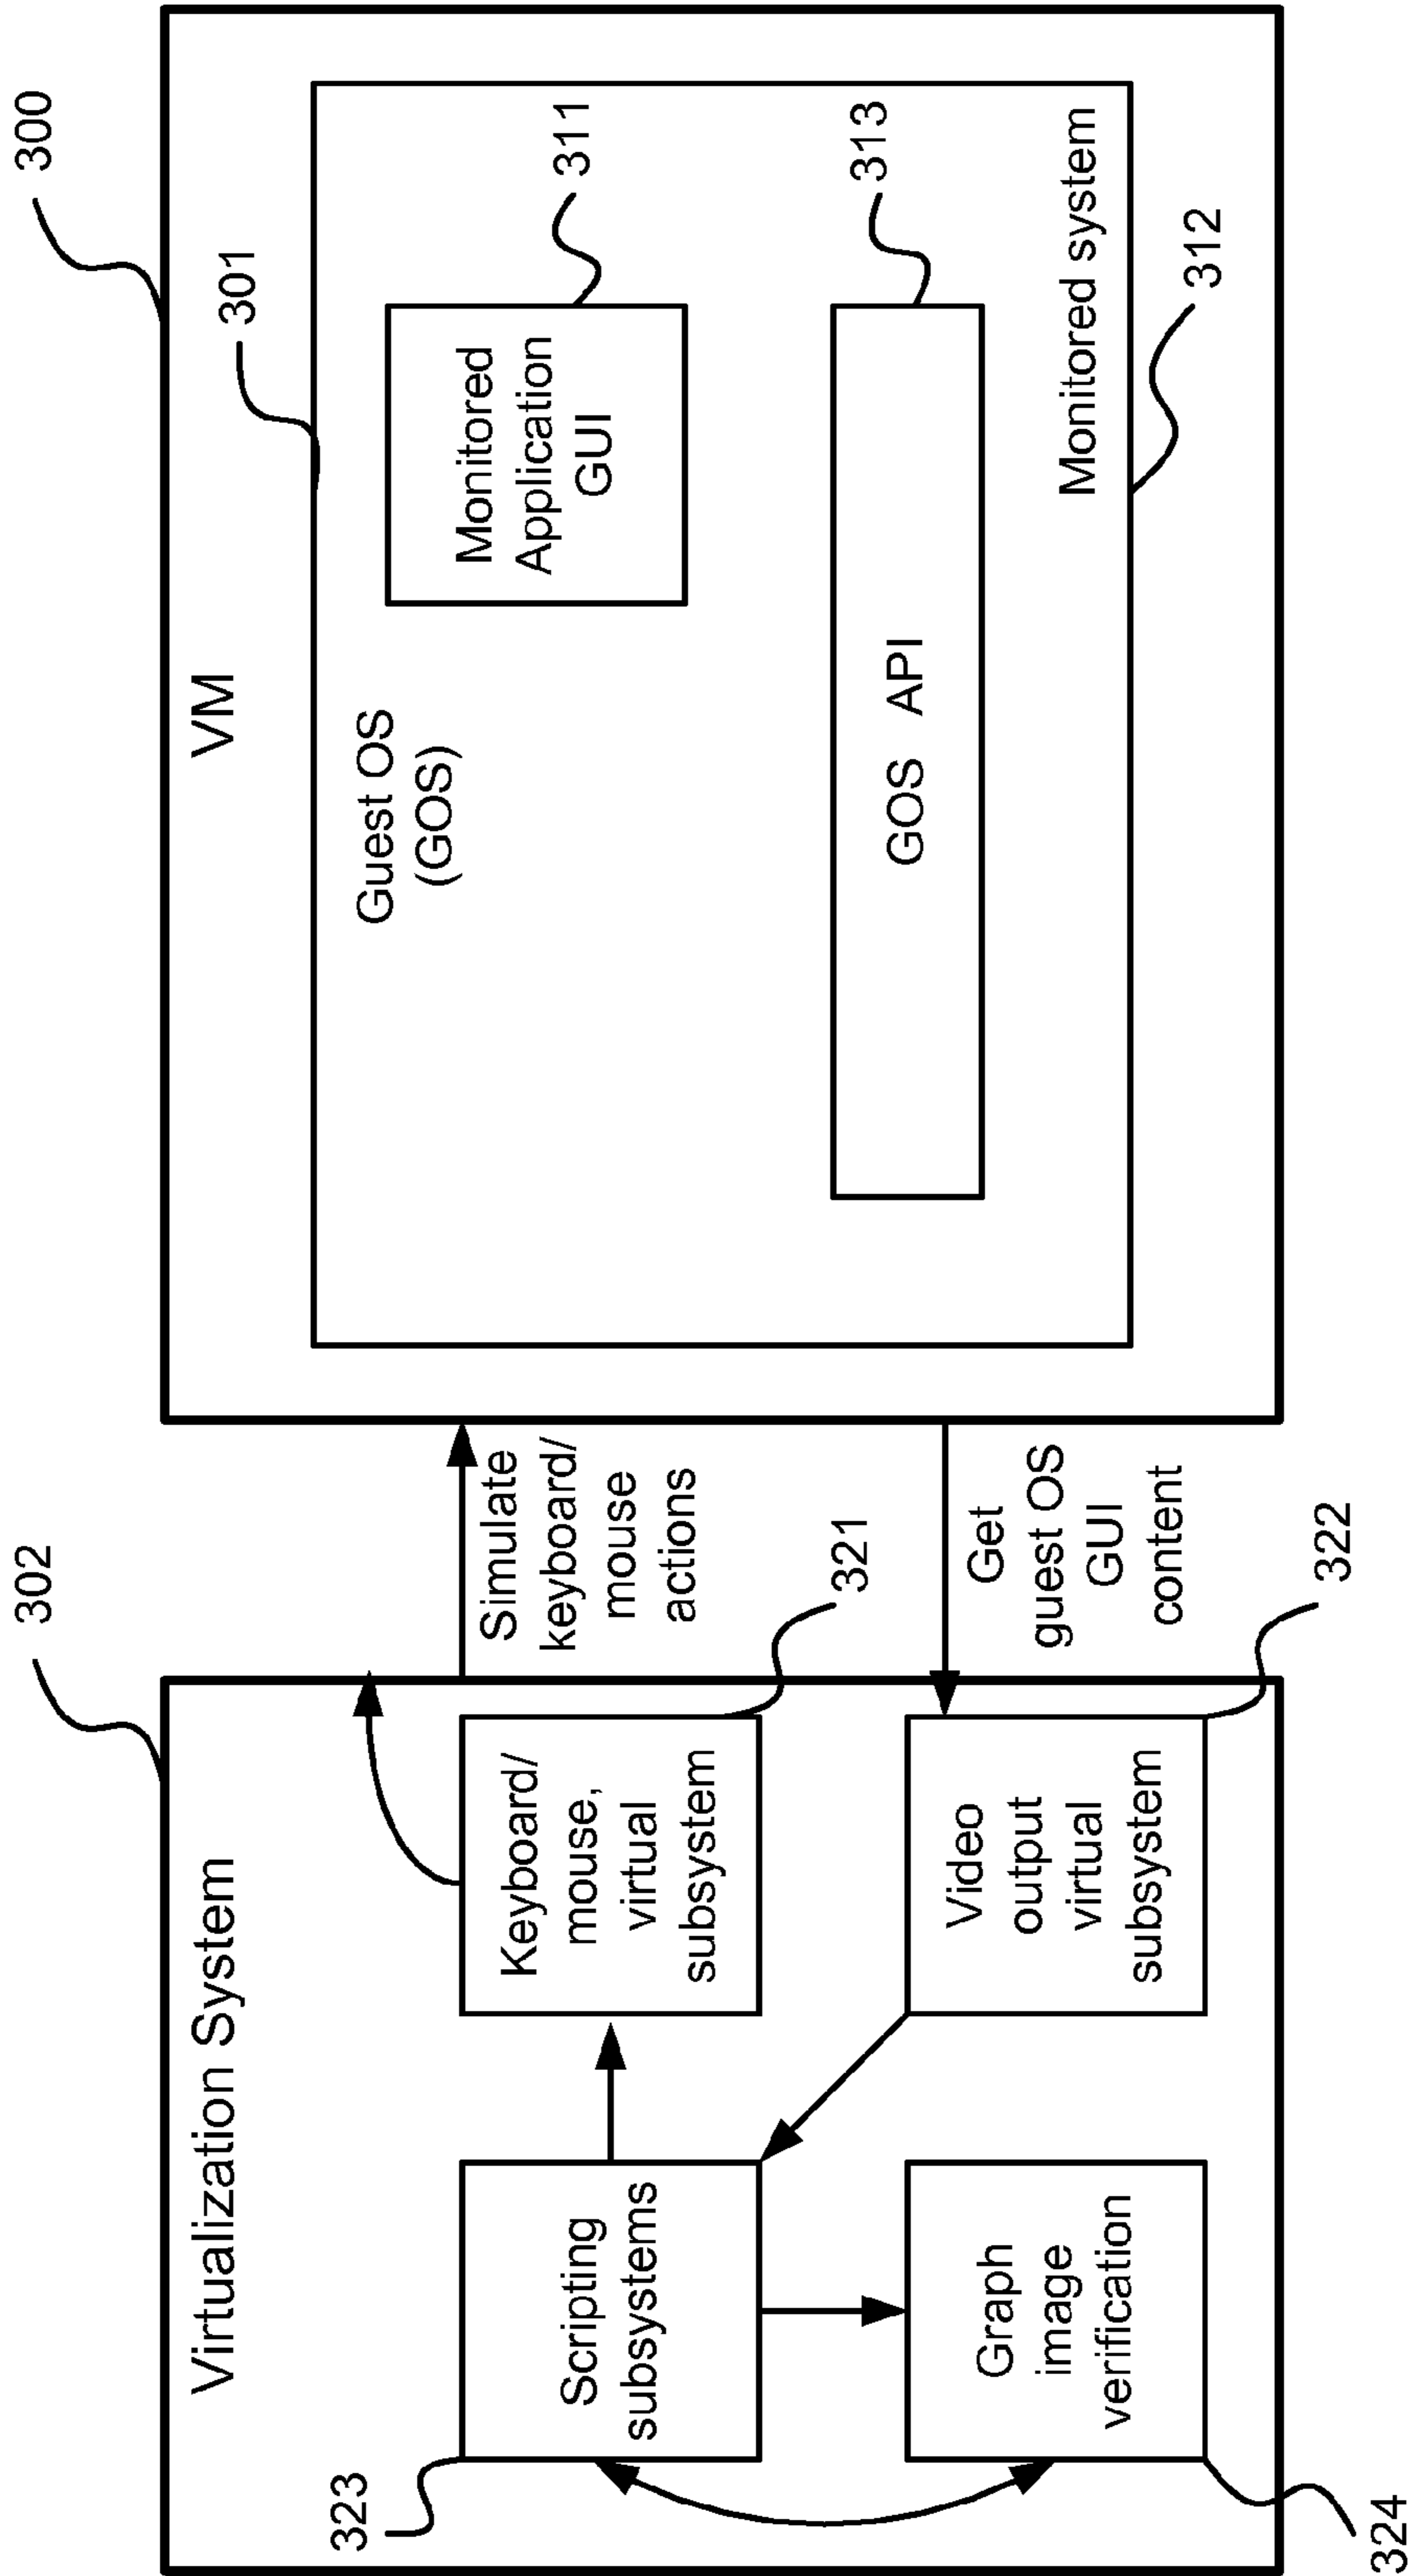 302
Virtualization System
323
Scripting
subsystems
Keyboard/
mouse,
virtual
subsystem
321
Graph
image
verification
324
Video
output
virtual
subsystem
322
Simulate
keyboard/
mouse
actions
Get
guest OS
GUI
content
300
VM
301
Guest OS
(GOS)
Monitored
Application
GUI
311
GOS API
313
Monitored system
312